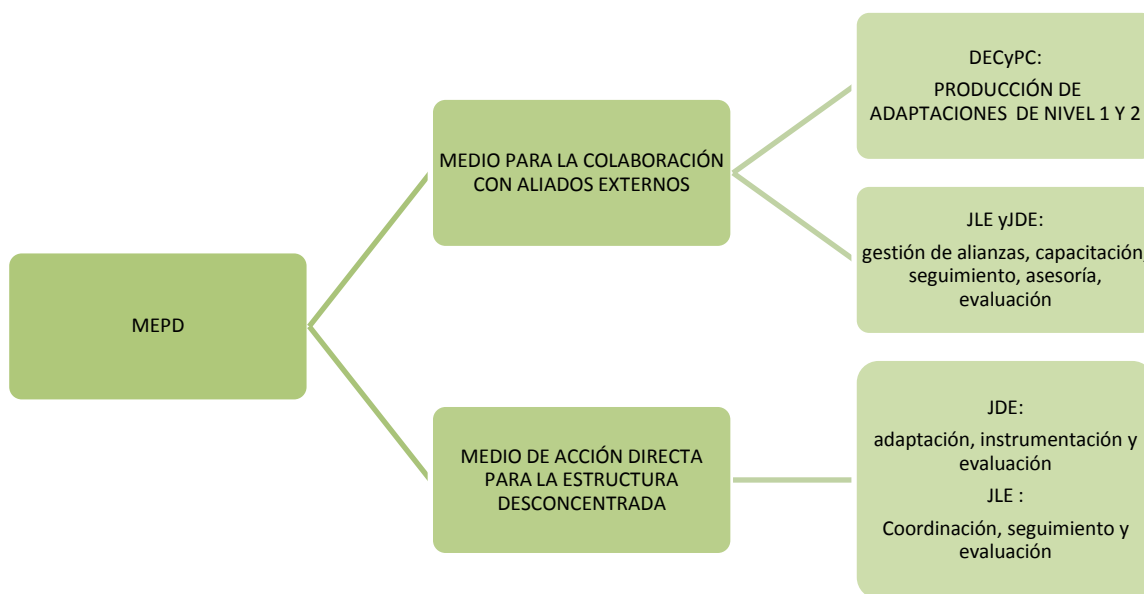 MEPD
MEDIO PARA LA COLABORACIÓN
CON ALIADOS EXTERNOS
DECyPC:
PRODUCCIÓN DE
ADAPTACIONES DE NIVEL 1 Y 2
JLE yJDE:
gestión de alianzas, capacitación,
seguimiento, asesoría,
evaluación
MEDIO DE ACCIÓN DIRECTA
PARA LA ESTRUCTURA
DESCONCENTRADA
JDE:
adaptación, instrumentación y
evaluación
JLE :
Coordinación, seguimiento y
evaluación